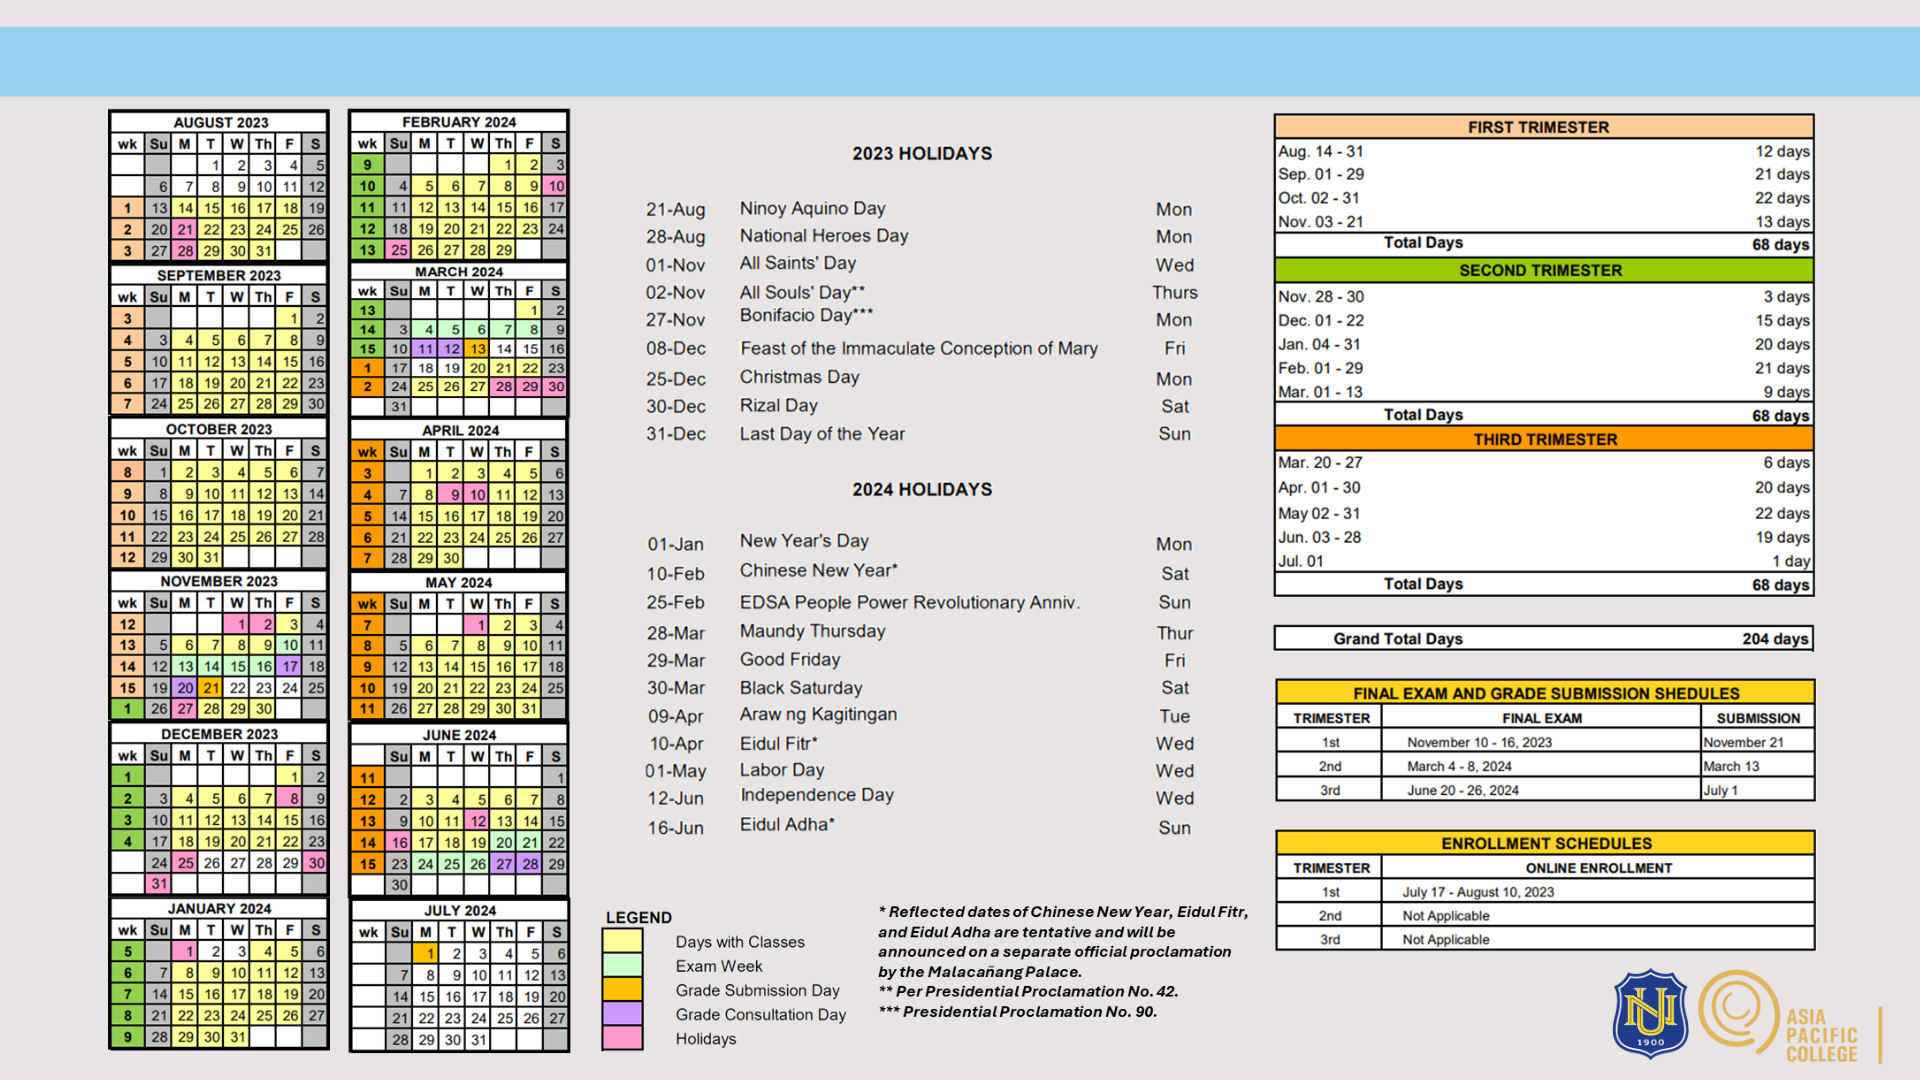 AUGUST 2023
wk Su M T W Th F S
1 2 3 4 5
6 7 8 9 10 11 12
1 13 14 15 16 17 18 19
2 20 21 22 23 24 25 26
3 27 28 29 30 31
SEPTEMBER 2023
wk Su M T W Th F S
3 1 2
4 3 4 5 6 7 8 9
5 10 11 12 13 14 15 16
6 17 18 19 20 21 22 23
7 24 25 26 27 28 29 30
OCTOBER 2023
wk Su M T W Th F S
8 1 2 3 4 5 6 7
9 8 9 10 11 12 13 14
10 15 16 17 18 19 20 21
11 22 23 24 25 26 27 28
12 29 30 31
NOVEMBER 2023
wk Su M T W Th F S
12 1 2 3 4
13 5 6 7 8 9 10 11
14 12 13 14 15 16 17 18
15 19 20 21 22 23 24 25
1 26 27 28 29 30
DECEMBER 2023
wk Su M T W Th F S
1 1 2
2 3 4 5 6 7 8 9
3 10 11 12 13 14 15 16
4 17 18 19 20 21 22 23
24 25 26 27 28 29 30
31
JANUARY 2024
wk Su M T W Th F S
5 1 2 3 4 5 6
6 7 8 9 10 11 12 13
7 14 15 16 17 18 19 20
8 21 22 23 24 25 26 27
9 28 29 30 31
FEBRUARY 2024
wk Su M T W Th F S
9 1 2 3
10 4 5 6 7 8 9 10
11 11 12 13 14 15 16 17
12 18 19 20 21 22 23 24
13 25 26 27 28 29
MARCH 2024
wk Su M T W Th F S
13 1 2
14 3 4 5 6 7 8 9
15 10 11 12 13 14 15 16
1 17 18 19 20 21 22 23
2 24 25 26 27 28 29 30
31
APRIL 2024
wk Su M T W Th F S
3 1 2 3 4 5 6
4 7 8 9 10 11 12 13
5 14 15 16 17 18 19 20
6 21 22 23 24 25 26 27
7 28 29 30
MAY 2024
wk Su M T W Th F S
7 1 2 3 4
8 5 6 7 8 9 10 11
9 12 13 14 15 16 17 18
10 19 20 21 22 23 24 25
11 26 27 28 29 30 31
JUNE 2024
Su M T W Th F S
11 1
12 2 3 4 5 6 7 8
13 9 10 11 12 13 14 15
14 16 17 18 19 20 21 22
15 23 24 25 26 27 28 29
30
JULY 2024
wk Su M T W Th F S
1 2 3 4 5 6
7 8 9 10 11 12 13
14 15 16 17 18 19 20
21 22 23 24 25 26 27
28 29 30 31
2023 HOLIDAYS
21-Aug Ninoy Aquino Day Mon
28-Aug National Heroes Day Mon
01-Nov All Saints' Day Wed
02-Nov All Souls' Day** Thurs
27-Nov Bonifacio Day*** Mon
08-Dec Feast of the Immaculate Conception of Mary Fri
25-Dec Christmas Day Mon
30-Dec Rizal Day Sat
31-Dec Last Day of the Year Sun
2024 HOLIDAYS
01-Jan New Year's Day Mon
10-Feb Chinese New Year* Sat
25-Feb EDSA People Power Revolutionary Anniv. Sun
28-Mar Maundy Thursday Thur
29-Mar Good Friday Fri
30-Mar Black Saturday Sat
09-Apr Araw ng Kagitingan Tue
10-Apr Eidul Fitr* Wed
01-May Labor Day Wed
12-Jun Independence Day Wed
16-Jun Eidul Adha* Sun
LEGEND
Days with Classes
Exam Week
Grade Submission Day
Grade Consultation Day
Holidays
* Reflected dates of Chinese New Year, Eidul Fitr,
and Eidul Adha are tentative and will be
announced on a separate official proclamation
by the Malacañang Palace.
** Per Presidential Proclamation No. 42.
*** Presidential Proclamation No. 90.
FIRST TRIMESTER
Aug. 14 - 31 12 days
Sep. 01 - 29 21 days
Oct. 02 - 31 22 days
Nov. 03 - 21 13 days
Total Days 68 days
SECOND TRIMESTER
Nov. 28 - 30 3 days
Dec. 01 - 22 15 days
Jan. 04 - 31 20 days
Feb. 01 - 29 21 days
Mar. 01 - 13 9 days
Total Days 68 days
THIRD TRIMESTER
Mar. 20 - 27 6 days
Apr. 01 - 30 20 days
May 02 - 31 22 days
Jun. 03 - 28 19 days
Jul. 01 1 day
Total Days 68 days
Grand Total Days 204 days
FINAL EXAM AND GRADE SUBMISSION SHEDULES
TRIMESTER FINAL EXAM SUBMISSION
1st November 10 - 16, 2023 November 21
2nd March 4 - 8, 2024 March 13
3rd June 20 - 26, 2024 July 1
ENROLLMENT SCHEDULES
TRIMESTER ONLINE ENROLLMENT
1st July 17 - August 10, 2023
2nd Not Applicable
3rd Not Applicable
NU
1900
ASIA
PACIFIC
COLLEGE